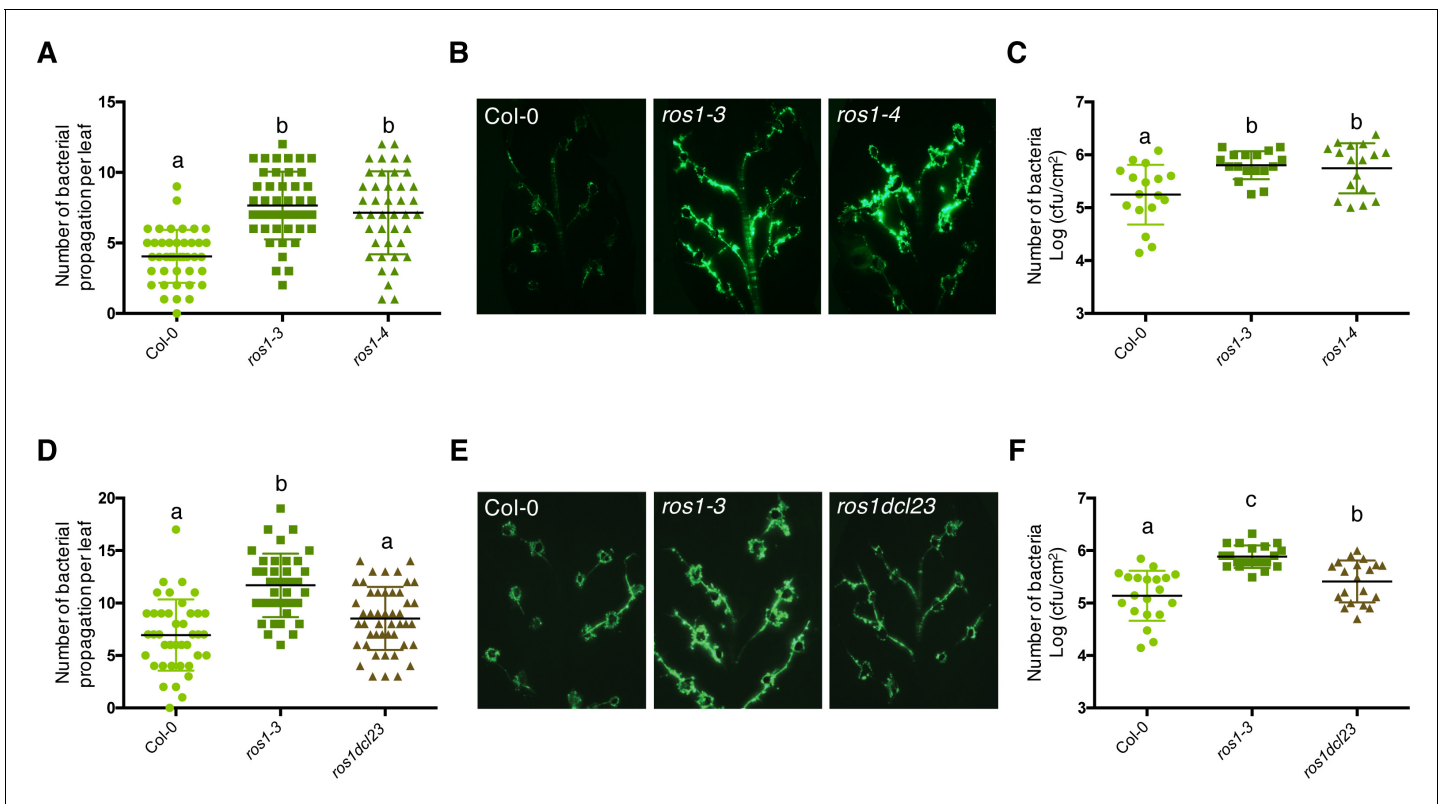 A
B
C
Number of bacterial
propagation per leaf
15
10
5
0
a
b
b
Col-0
ros1-3
ros1-4
Col-0
ros1-3
ros1-4
Number of bacteria
Log (cfu/cm²)
7
6
5
4
3
a
b
b
Col-0
ros1-3
ros1-4
D
E
F
Number of bacterial
propagation per leaf
20
15
10
5
0
a
b
a
Col-0
ros1-3
ros1dcl23
Col-0
ros1-3
ros1dcl23
Number of bacteria
Log (cfu/cm²)
7
6
5
4
3
a
c
b
Col-0
ros1-3
ros1dcl23